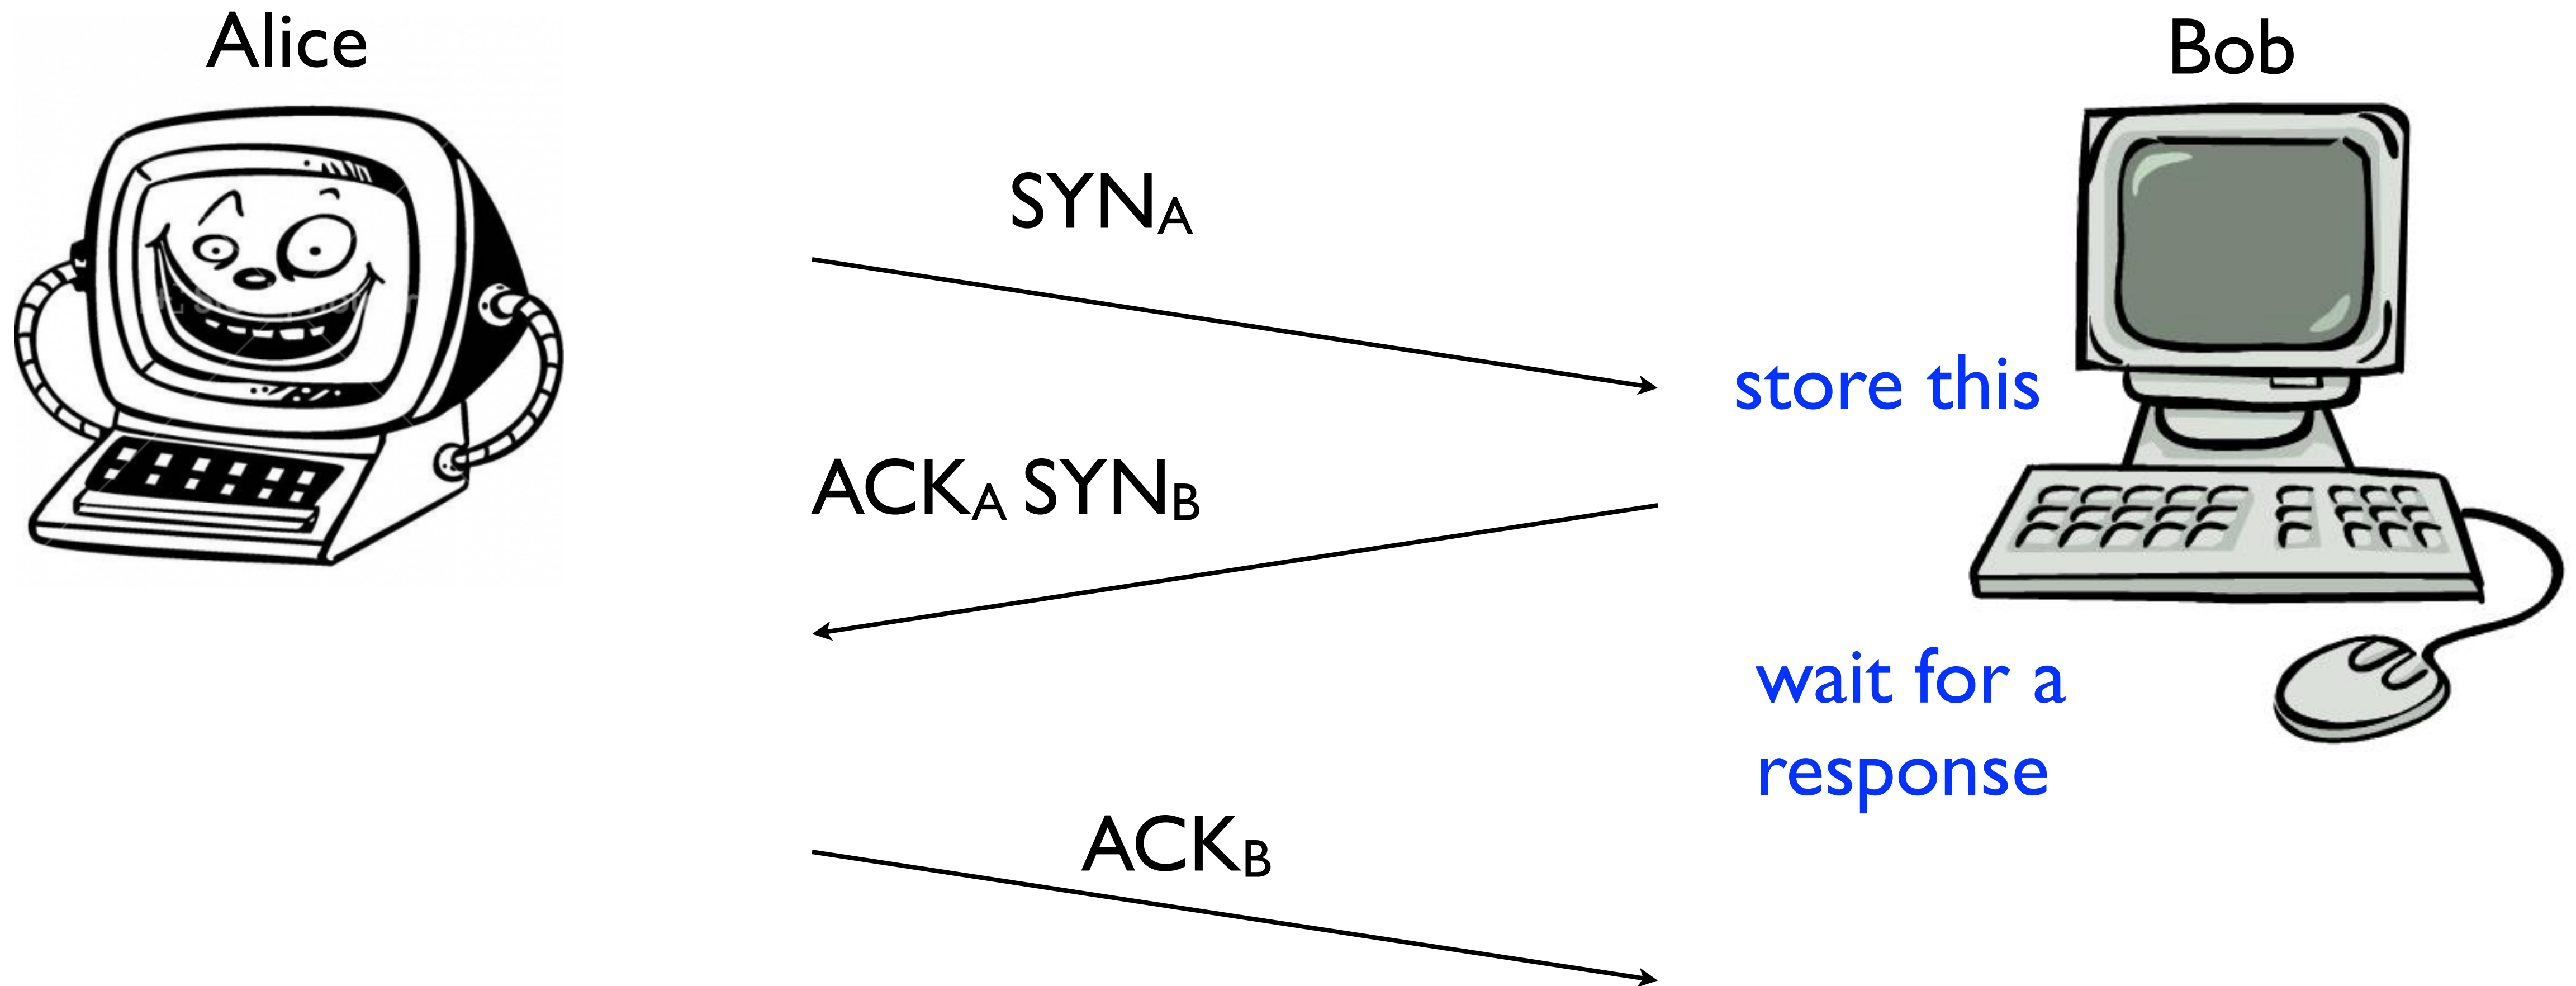 Alice
Bob
SYNA
store this
ACKA SYNB
wait for a
response
ACKB